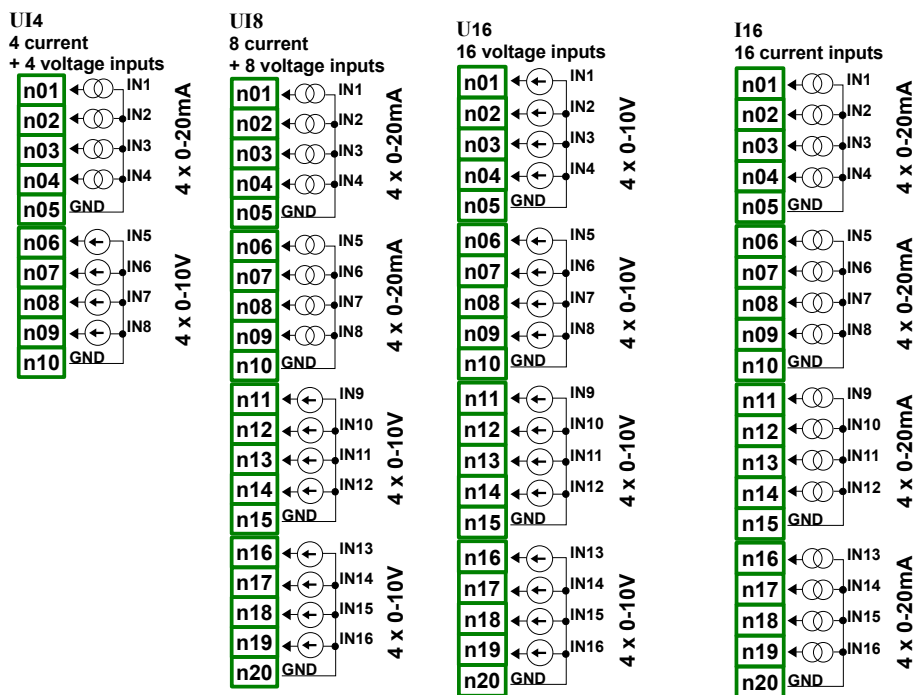 UI4
4 current
+ 4 voltage inputs
n01 IN1
n02 IN2
n03 IN3
n04 IN4
n05 GND
4 x 0-20mA
n06 IN5
n07 IN6
n08 IN7
n09 IN8
n10 GND
4 x 0-10V
UI8
8 current
+ 8 voltage inputs
n01 IN1
n02 IN2
n03 IN3
n04 IN4
n05 GND
4 x 0-20mA
n06 IN5
n07 IN6
n08 IN7
n09 IN8
n10 GND
4 x 0-20mA
n11 IN9
n12 IN10
n13 IN11
n14 IN12
n15 GND
4 x 0-10V
n16 IN13
n17 IN14
n18 IN15
n19 IN16
n20 GND
4 x 0-10V
U16
16 voltage inputs
n01 IN1
n02 IN2
n03 IN3
n04 IN4
n05 GND
4 x 0-10V
n06 IN5
n07 IN6
n08 IN7
n09 IN8
n10 GND
4 x 0-10V
n11 IN9
n12 IN10
n13 IN11
n14 IN12
n15 GND
4 x 0-10V
n16 IN13
n17 IN14
n18 IN15
n19 IN16
n20 GND
4 x 0-10V
I16
16 current inputs
n01 IN1
n02 IN2
n03 IN3
n04 IN4
n05 GND
4 x 0-20mA
n06 IN5
n07 IN6
n08 IN7
n09 IN8
n10 GND
4 x 0-20mA
n11 IN9
n12 IN10
n13 IN11
n14 IN12
n15 GND
4 x 0-20mA
n16 IN13
n17 IN14
n18 IN15
n19 IN16
n20 GND
4 x 0-20mA